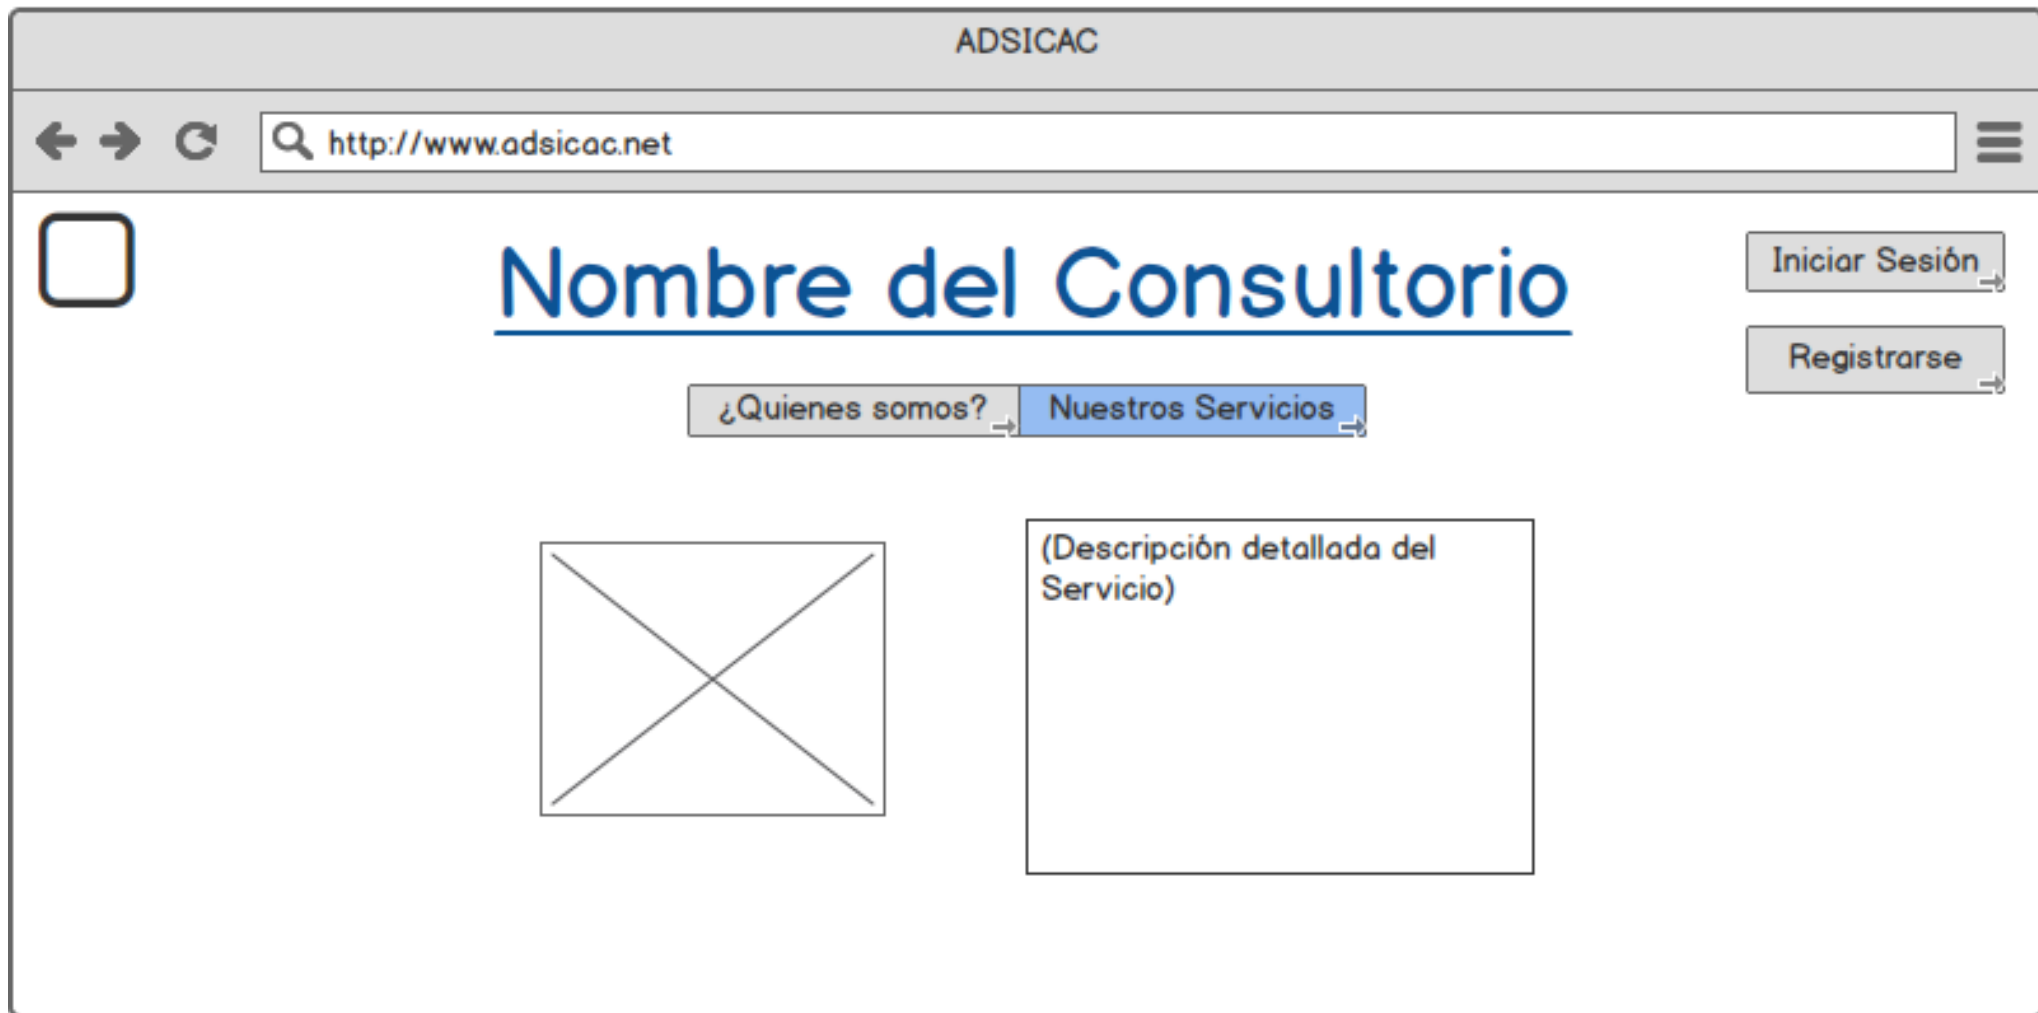 ADSICAC
http://www.adsicac.net
Nombre del Consultorio
Iniciar Sesión
Registrarse
¿Quienes somos?
Nuestros Servicios
(Descripción detallada del
Servicio)